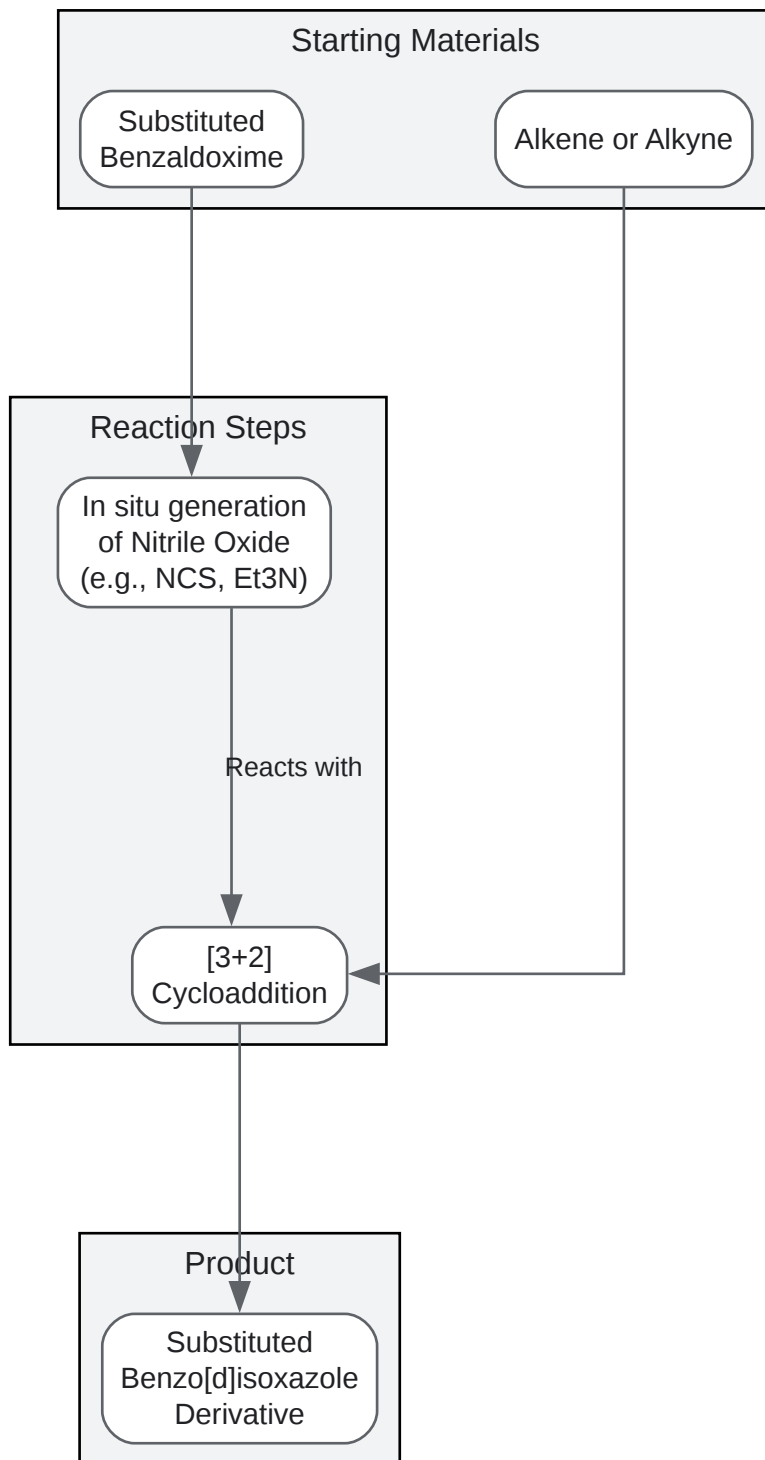 Starting Materials
Substituted
Benzaldoxime
Alkene or Alkyne
Reaction Steps
In situ generation
of Nitrile Oxide
(e.g., NCS, Et3N)
Reacts with
[3+2]
Cycloaddition
Product
Substituted
Benzo[d]isoxazole
Derivative